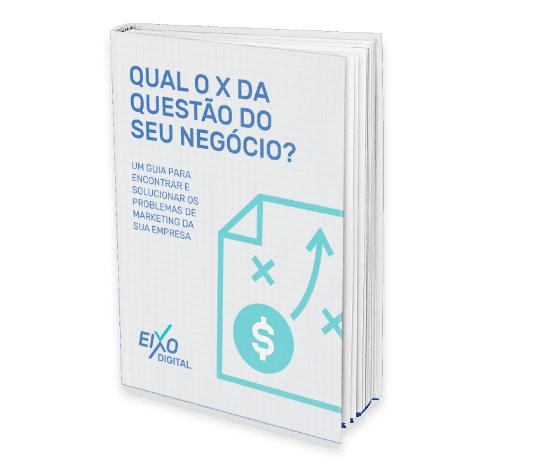 QUAL O X DA
QUESTÃO DO
SEU NEGÓCIO?
UM GUIA PARA
ENCONTRAR E
SOLUCIONAR OS
PROBLEMAS DE
MARKETING DA
SUA EMPRESA
$
EIXO
DIGITAL